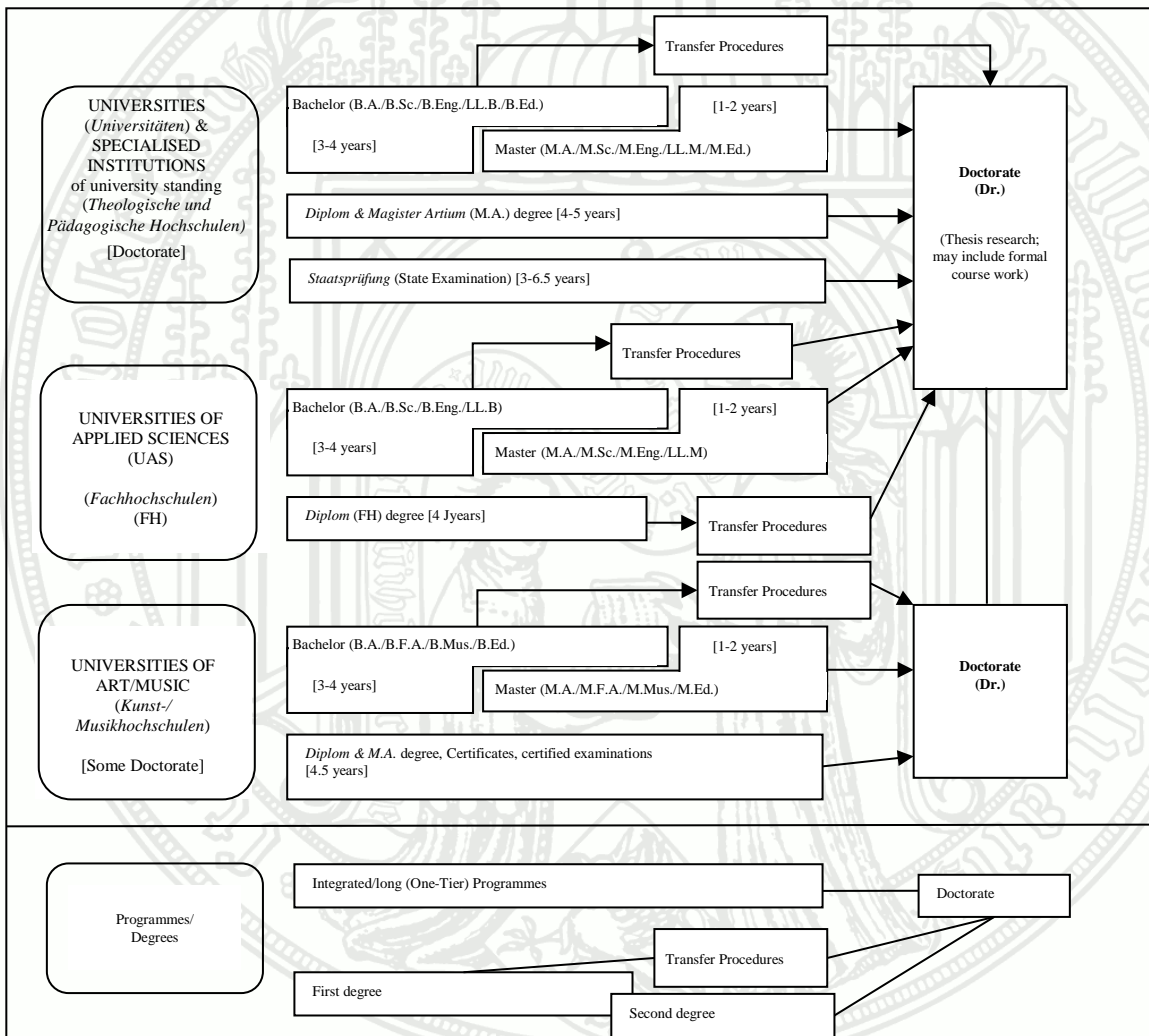 Transfer Procedures
UNIVERSITIES
(Universitäten) &
SPECIALISED
INSTITUTIONS
of university standing
(Theologische und
Pädagogische Hochschulen)
[Doctorate]
Bachelor (B.A./B.Sc./B.Eng./LL.B./B.Ed.)
[3-4 years]
[1-2 years]
Master (M.A./M.Sc./M.Eng./LL.M./M.Ed.)
Diplom & Magister Artium (M.A.) degree [4-5 years]
Staatsprüfung (State Examination) [3-6.5 years]
Doctorate
(Dr.)
(Thesis research;
may include formal
course work)
Transfer Procedures
UNIVERSITIES OF
APPLIED SCIENCES
(UAS)
(Fachhochschulen)
(FH)
Bachelor (B.A./B.Sc./B.Eng./LL.B)
[3-4 years]
[1-2 years]
Master (M.A./M.Sc./M.Eng./LL.M)
Diplom (FH) degree [4 Jyears]
Transfer Procedures
Transfer Procedures
UNIVERSITIES OF
ART/MUSIC
(Kunst-/
Musikhochschulen)
[Some Doctorate]
Bachelor (B.A./B.F.A./B.Mus./B.Ed.)
[3-4 years]
[1-2 years]
Master (M.A./M.F.A./M.Mus./M.Ed.)
Diplom & M.A. degree, Certificates, certified examinations
[4.5 years]
Doctorate
(Dr.)
Programmes/
Degrees
Integrated/long (One-Tier) Programmes
Doctorate
Transfer Procedures
First degree
Second degree